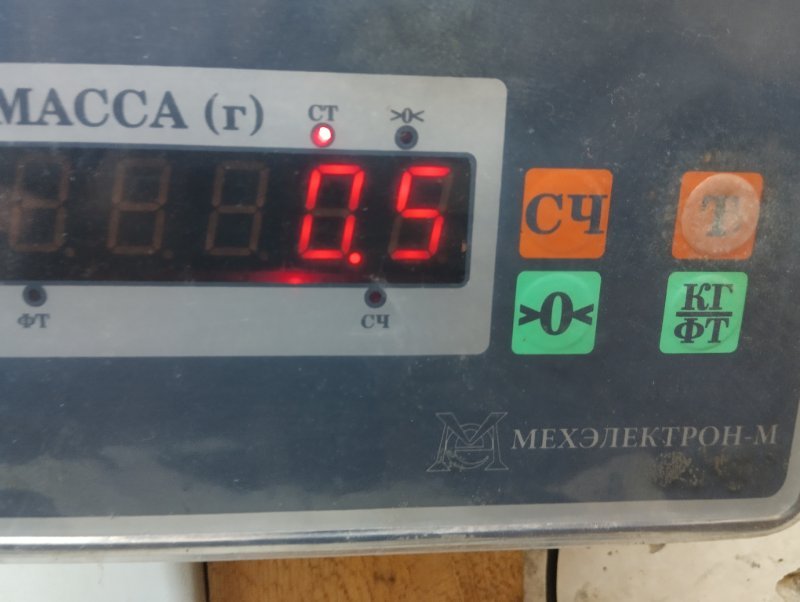 МАССА (г)
СТ
>0<
0.5
ФТ
СЧ
СЧ
Т
>0<
КГ
ФТ
МЕХЭЛЕКТРОН-М